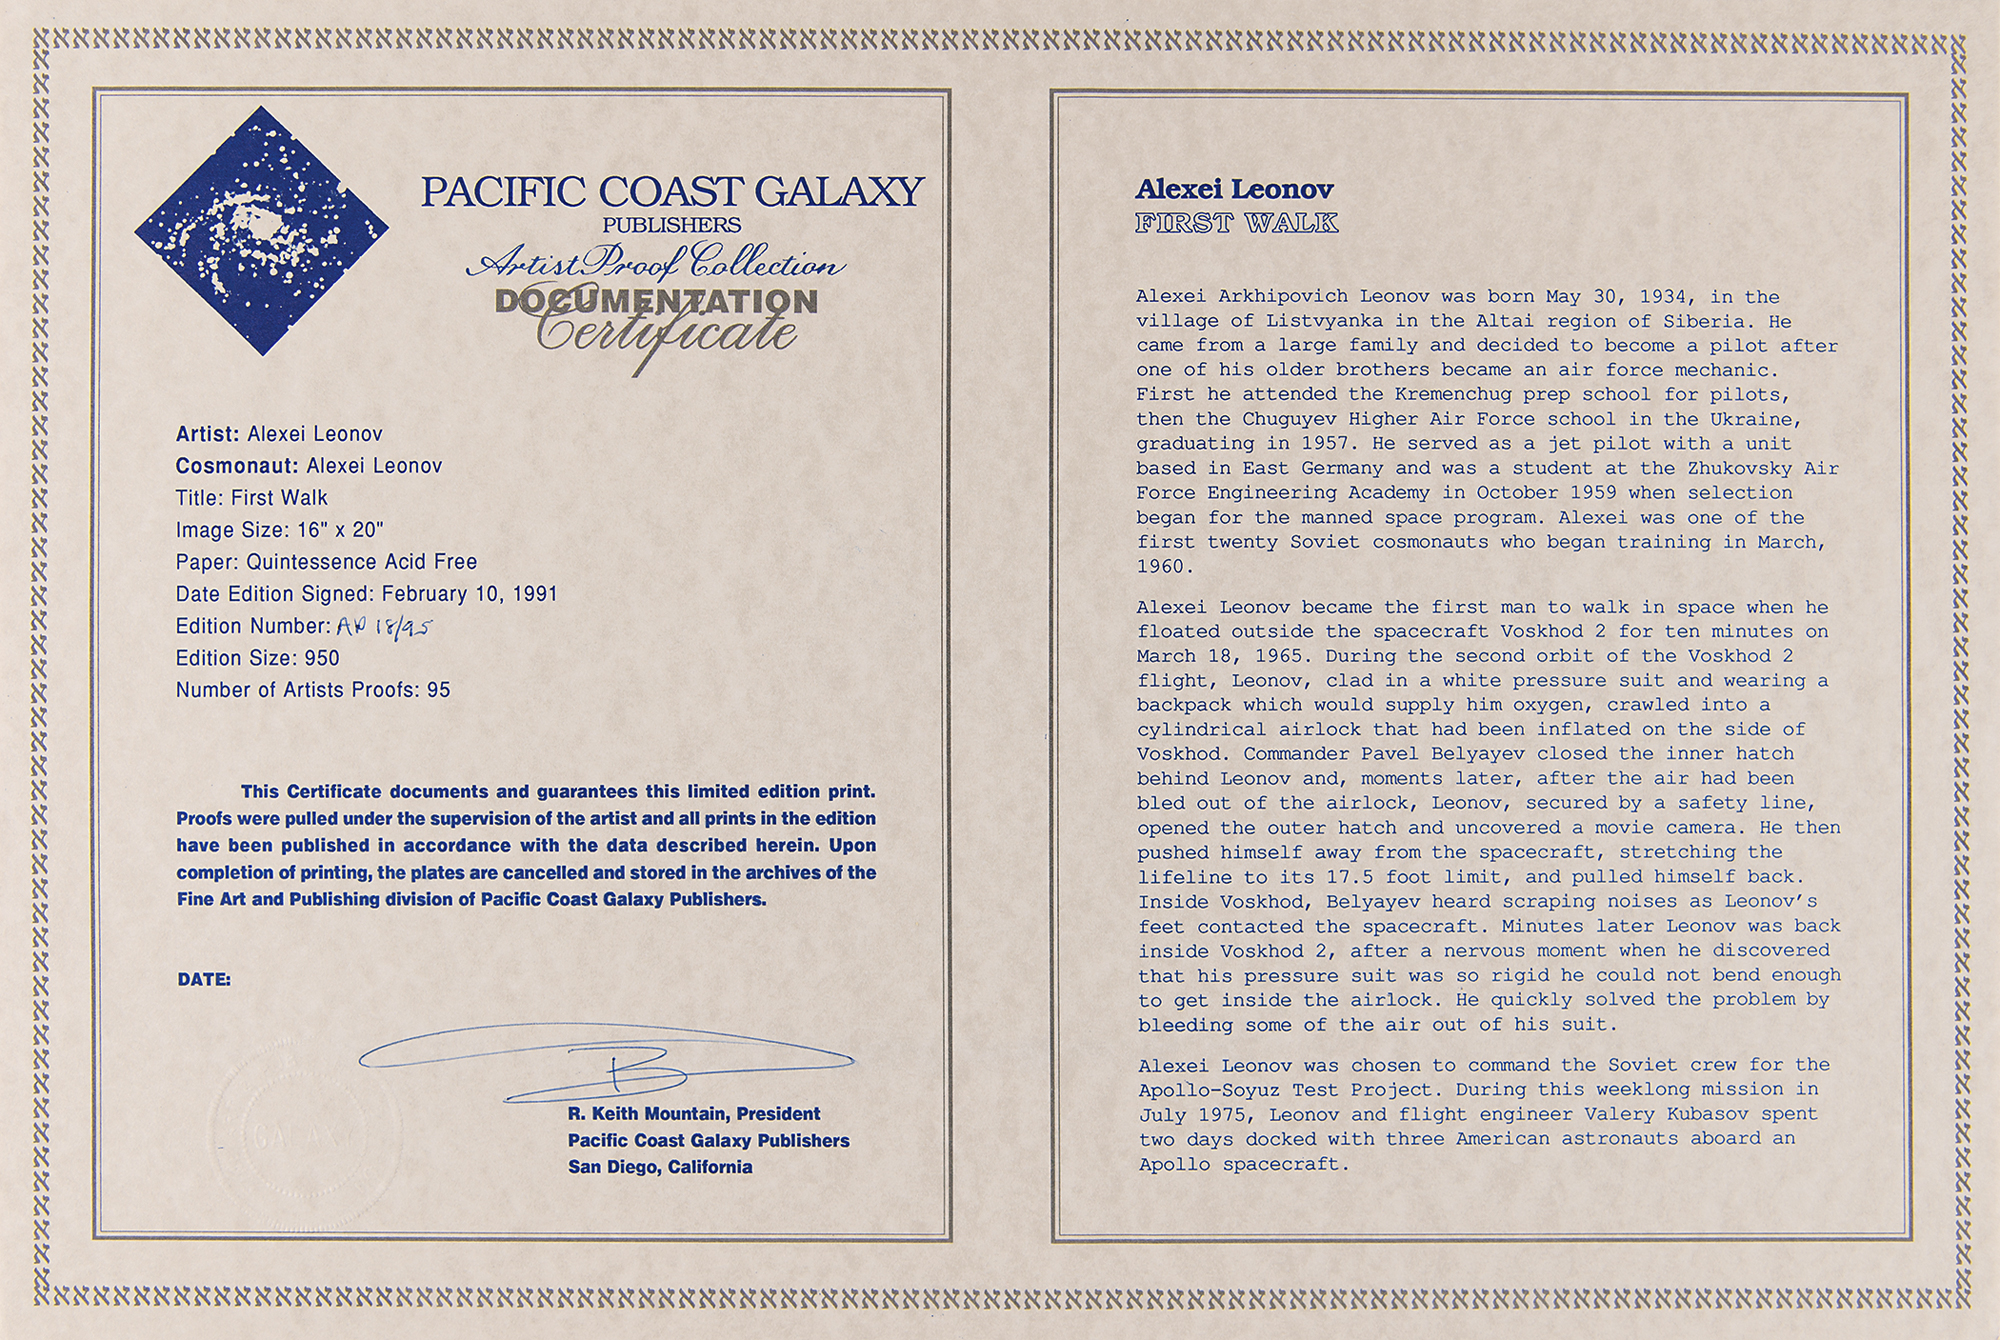 PACIFIC COAST GALAXY
PUBLISHERS
Artist Proof Collection
DOCUMENTATION
Certificate
Artist: Alexei Leonov
Cosmonaut: Alexei Leonov
Title: First Walk
Image Size: 16" x 20"
Paper: Quintessence Acid Free
Date Edition Signed: February 10, 1991
Edition Number: AP 18/95
Edition Size: 950
Number of Artists Proofs: 95
This Certificate documents and guarantees this limited edition print.
Proofs were pulled under the supervision of the artist and all prints in the edition
have been published in accordance with the data described herein. Upon
completion of printing, the plates are cancelled and stored in the archives of the
Fine Art and Publishing division of Pacific Coast Galaxy Publishers.
DATE:
GALAXY
R. Keith Mountain, President
Pacific Coast Galaxy Publishers
San Diego, California
Alexei Leonov
FIRST WALK
Alexei Arkhipovich Leonov was born May 30, 1934, in the
village of Listvyanka in the Altai region of Siberia. He
came from a large family and decided to become a pilot after
one of his older brothers became an air force mechanic.
First he attended the Kremenchug prep school for pilots,
then the Chuguyev Higher Air Force school in the Ukraine,
graduating in 1957. He served as a jet pilot with a unit
based in East Germany and was a student at the Zhukovsky Air
Force Engineering Academy in October 1959 when selection
began for the manned space program. Alexei was one of the
first twenty Soviet cosmonauts who began training in March,
1960.
Alexei Leonov became the first man to walk in space when he
floated outside the spacecraft Voskhod 2 for ten minutes on
March 18, 1965. During the second orbit of the Voskhod 2
flight, Leonov, clad in a white pressure suit and wearing a
backpack which would supply him oxygen, crawled into a
cylindrical airlock that had been inflated on the side of
Voskhod. Commander Pavel Belyayev closed the inner hatch
behind Leonov and, moments later, after the air had been
bled out of the airlock, Leonov, secured by a safety line,
opened the outer hatch and uncovered a movie camera. He then
pushed himself away from the spacecraft, stretching the
lifeline to its 17.5 foot limit, and pulled himself back.
Inside Voskhod, Belyayev heard scraping noises as Leonov's
feet contacted the spacecraft. Minutes later Leonov was back
inside Voskhod 2, after a nervous moment when he discovered
that his pressure suit was so rigid he could not bend enough
to get inside the airlock. He quickly solved the problem by
bleeding some of the air out of his suit.
Alexei Leonov was chosen to command the Soviet crew for the
Apollo-Soyuz Test Project. During this weeklong mission in
July 1975, Leonov and flight engineer Valery Kubasov spent
two days docked with three American astronauts aboard an
Apollo spacecraft.